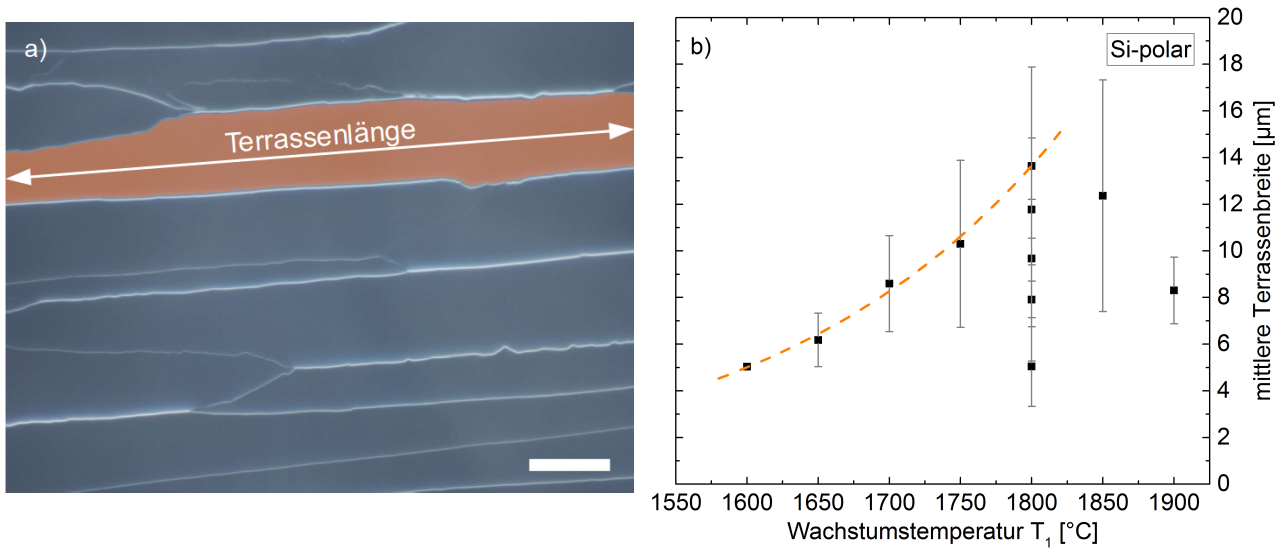 a)
Terrassenlänge
b)
Si-polar
20
18
16
14
12
10
8
6
4
2
0
mittlere Terrassenbreite [µm]
1550 1600 1650 1700 1750 1800 1850 1900
Wachstumstemperatur T₁ [°C]